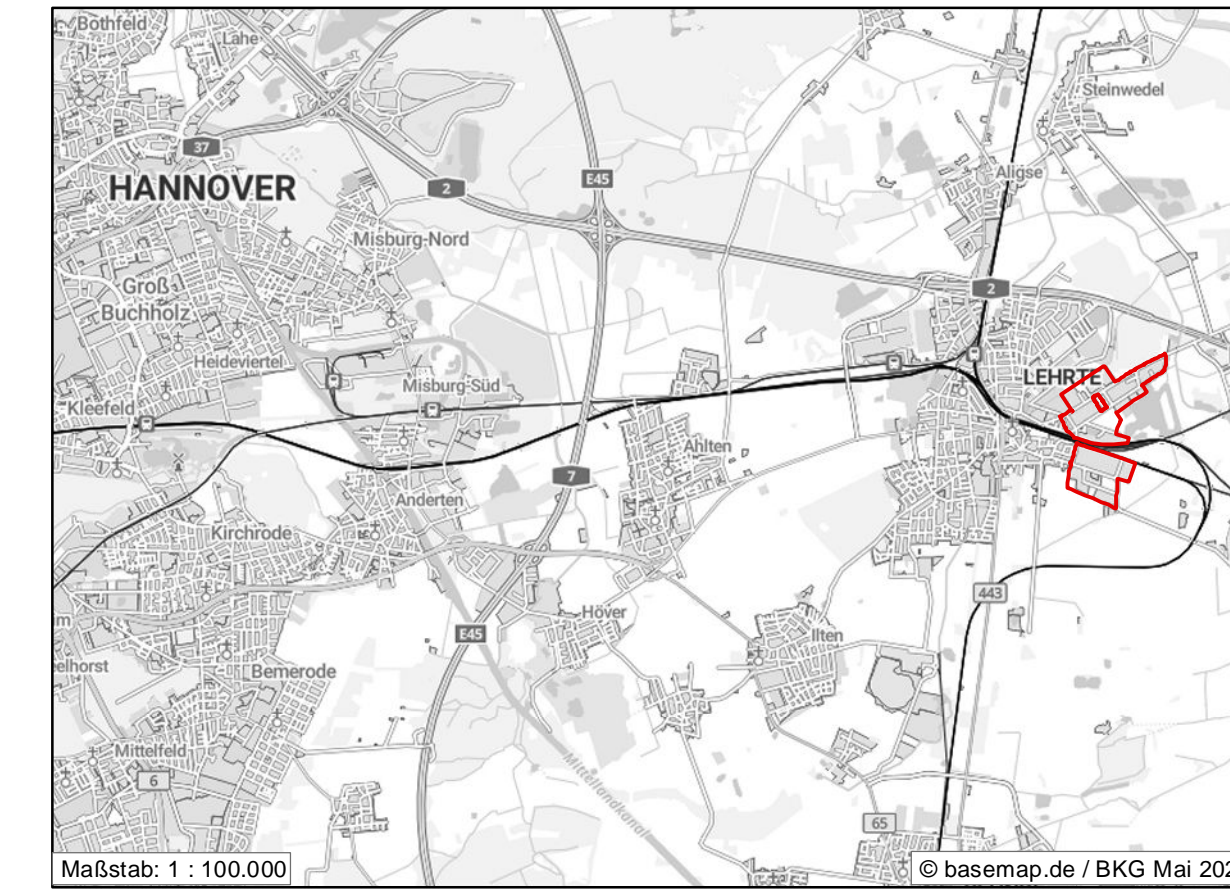 Bothfeld
Lahe
Steinwedel
37
Aligse
HANNOVER
2
E45
Misburg-Nord
Groß
Buchholz
2
Heideviertel
Misburg-Süd
LEHRTE
Kleefeld
Ahlten
7
Anderten
Kirchrode
443
Höver
Ilten
E45
Bemerode
Mittelfeld
6
Mittellandkanal
65
Maßstab: 1 : 100.000
© basemap.de / BKG Mai